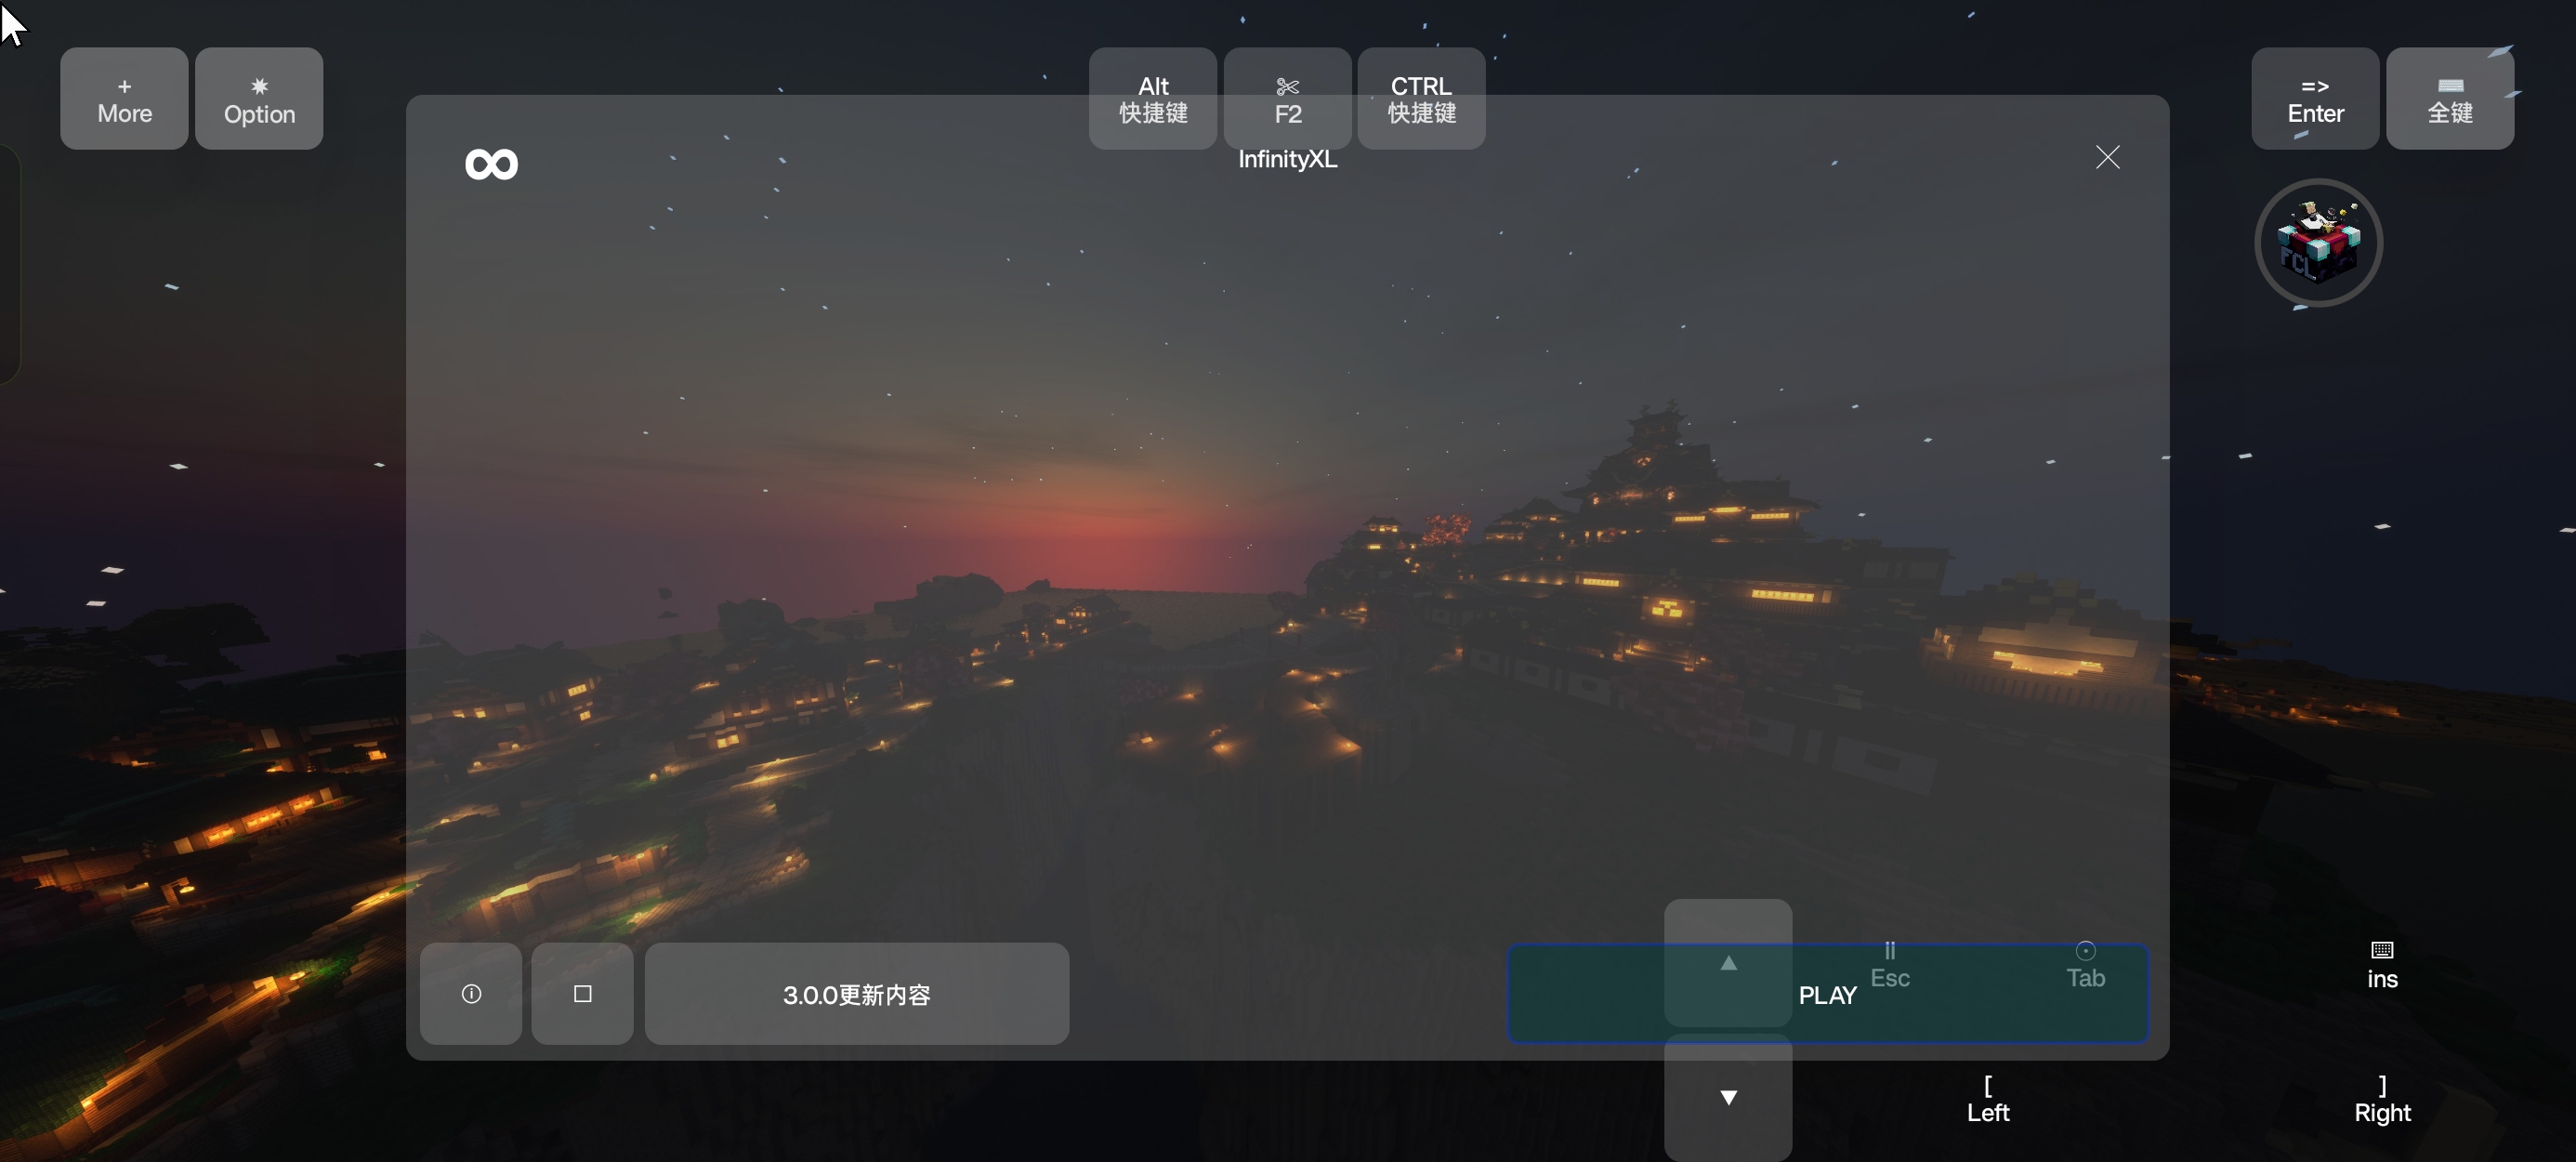 +
More
Option
Alt
快捷键
F2
CTRL
快捷键
=>
Enter
全键
InfinityXL
FCL
3.0.0更新内容
PLAY
Esc
Tab
ins
[
Left
]
Right